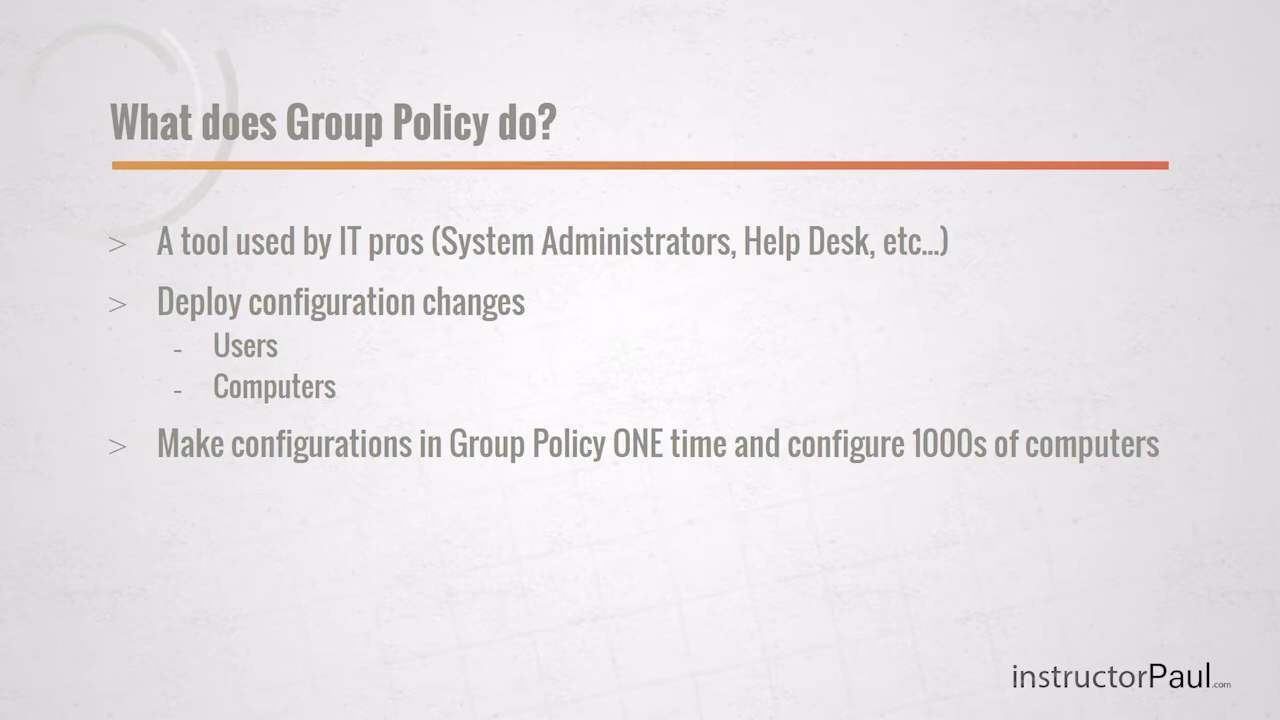 What does Group Policy do?
> A tool used by IT pros (System Administrators, Help Desk, etc...)
> Deploy configuration changes
- Users
- Computers
> Make configurations in Group Policy ONE time and configure 1000s of computers
instructorPaul.com